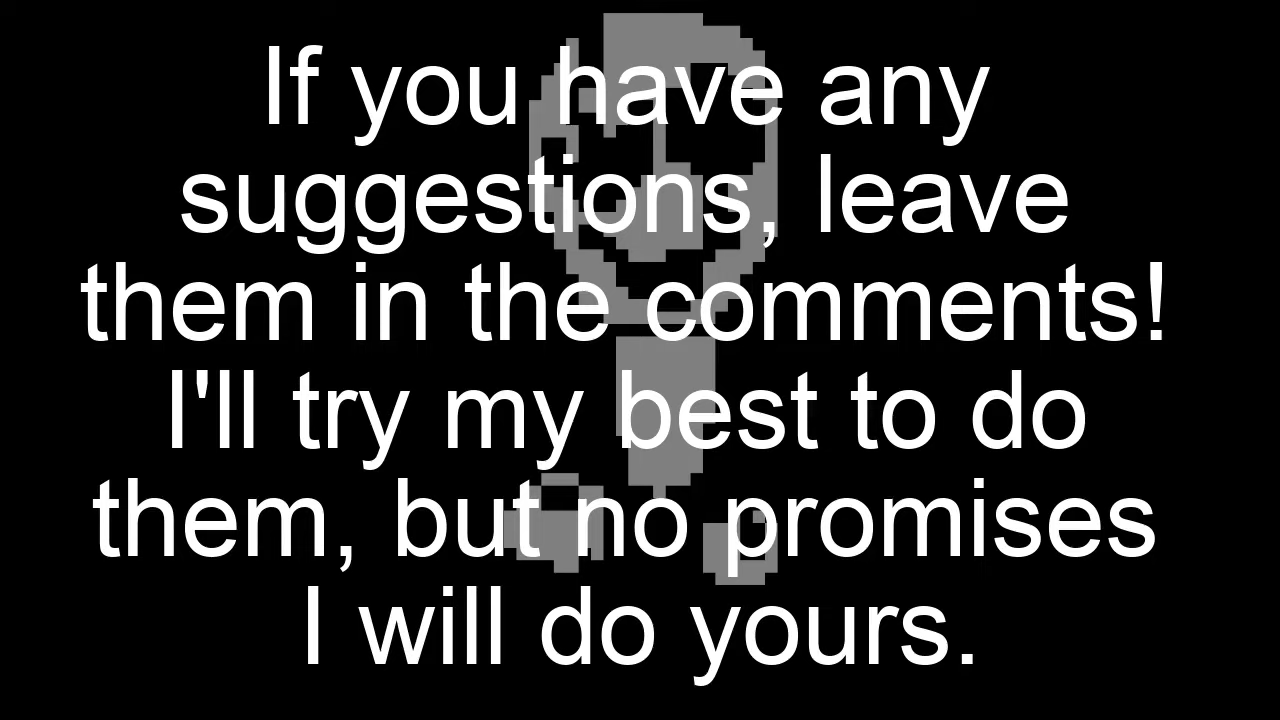 If you have any
suggestions, leave
them in the comments!
I'll try my best to do
them, but no promises
I will do yours.